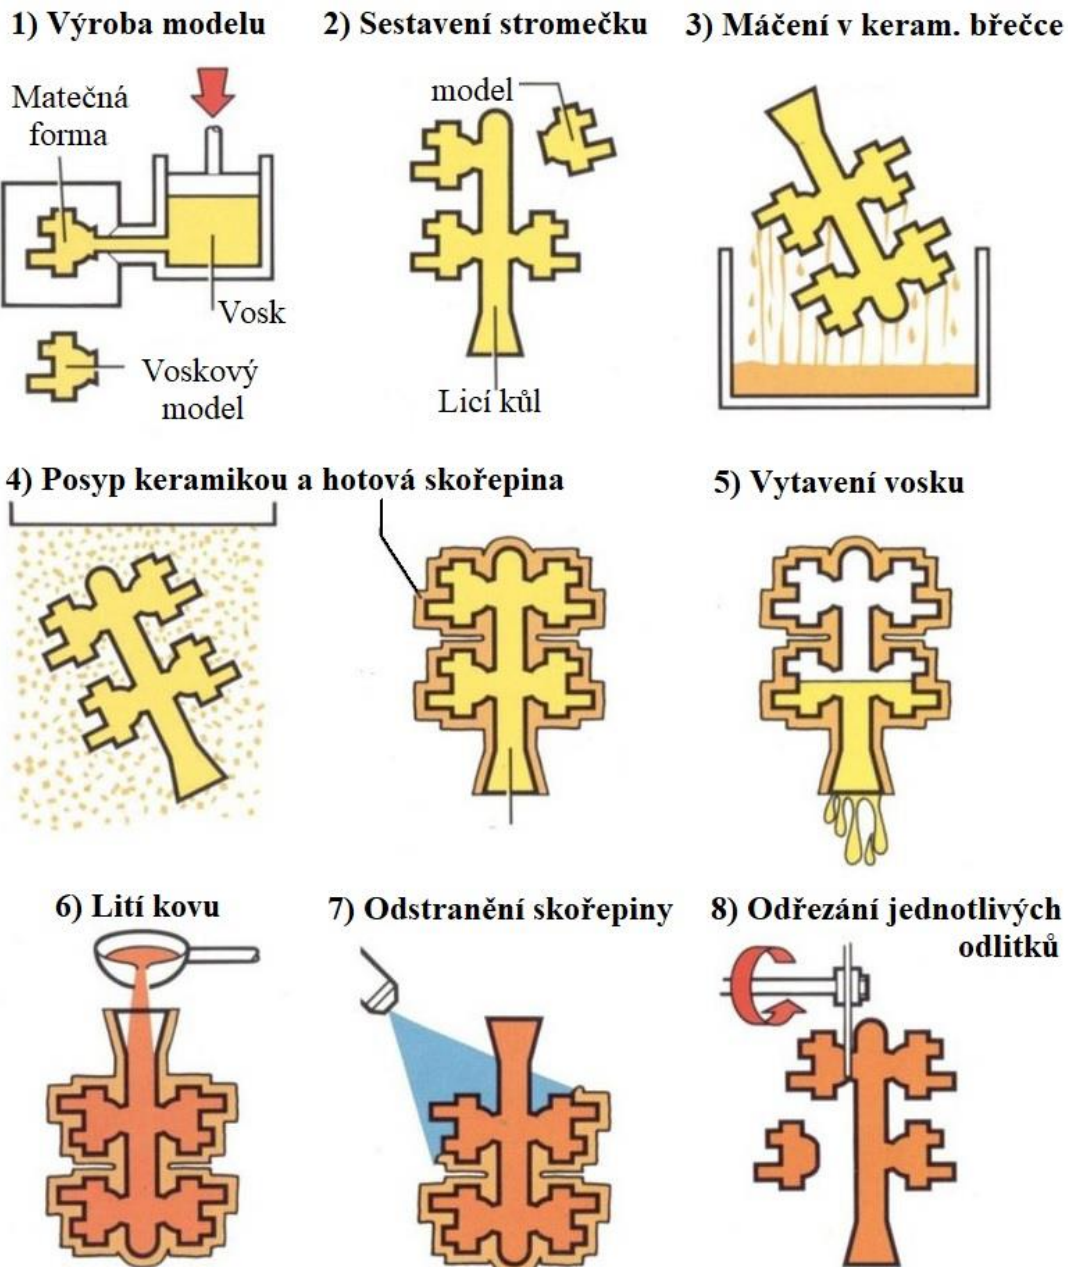 1) Výroba modelu
2) Sestavení stromečku
3) Máčení v keram. břečce
Matečná
forma
Vosk
Voskový
model
model
Licí kůl
4) Posyp keramikou a hotová skořepina
5) Vytavení vosku
6) Lití kovu
7) Odstranění skořepiny
8) Odřezání jednotlivých
odlitků